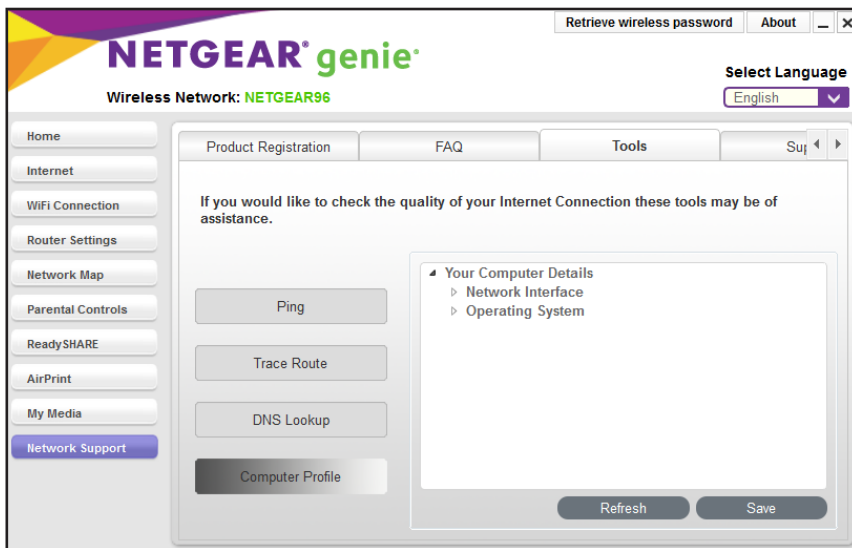 Retrieve wireless password
About
NETGEAR® genie®
Select Language
Wireless Network: NETGEAR96
English
Home
Internet
WiFi Connection
Router Settings
Network Map
Parental Controls
ReadySHARE
AirPrint
My Media
Network Support
Product Registration
FAQ
Tools
If you would like to check the quality of your Internet Connection these tools may be of
assistance.
Ping
Trace Route
DNS Lookup
Computer Profile
Your Computer Details
Network Interface
Operating System
Refresh
Save